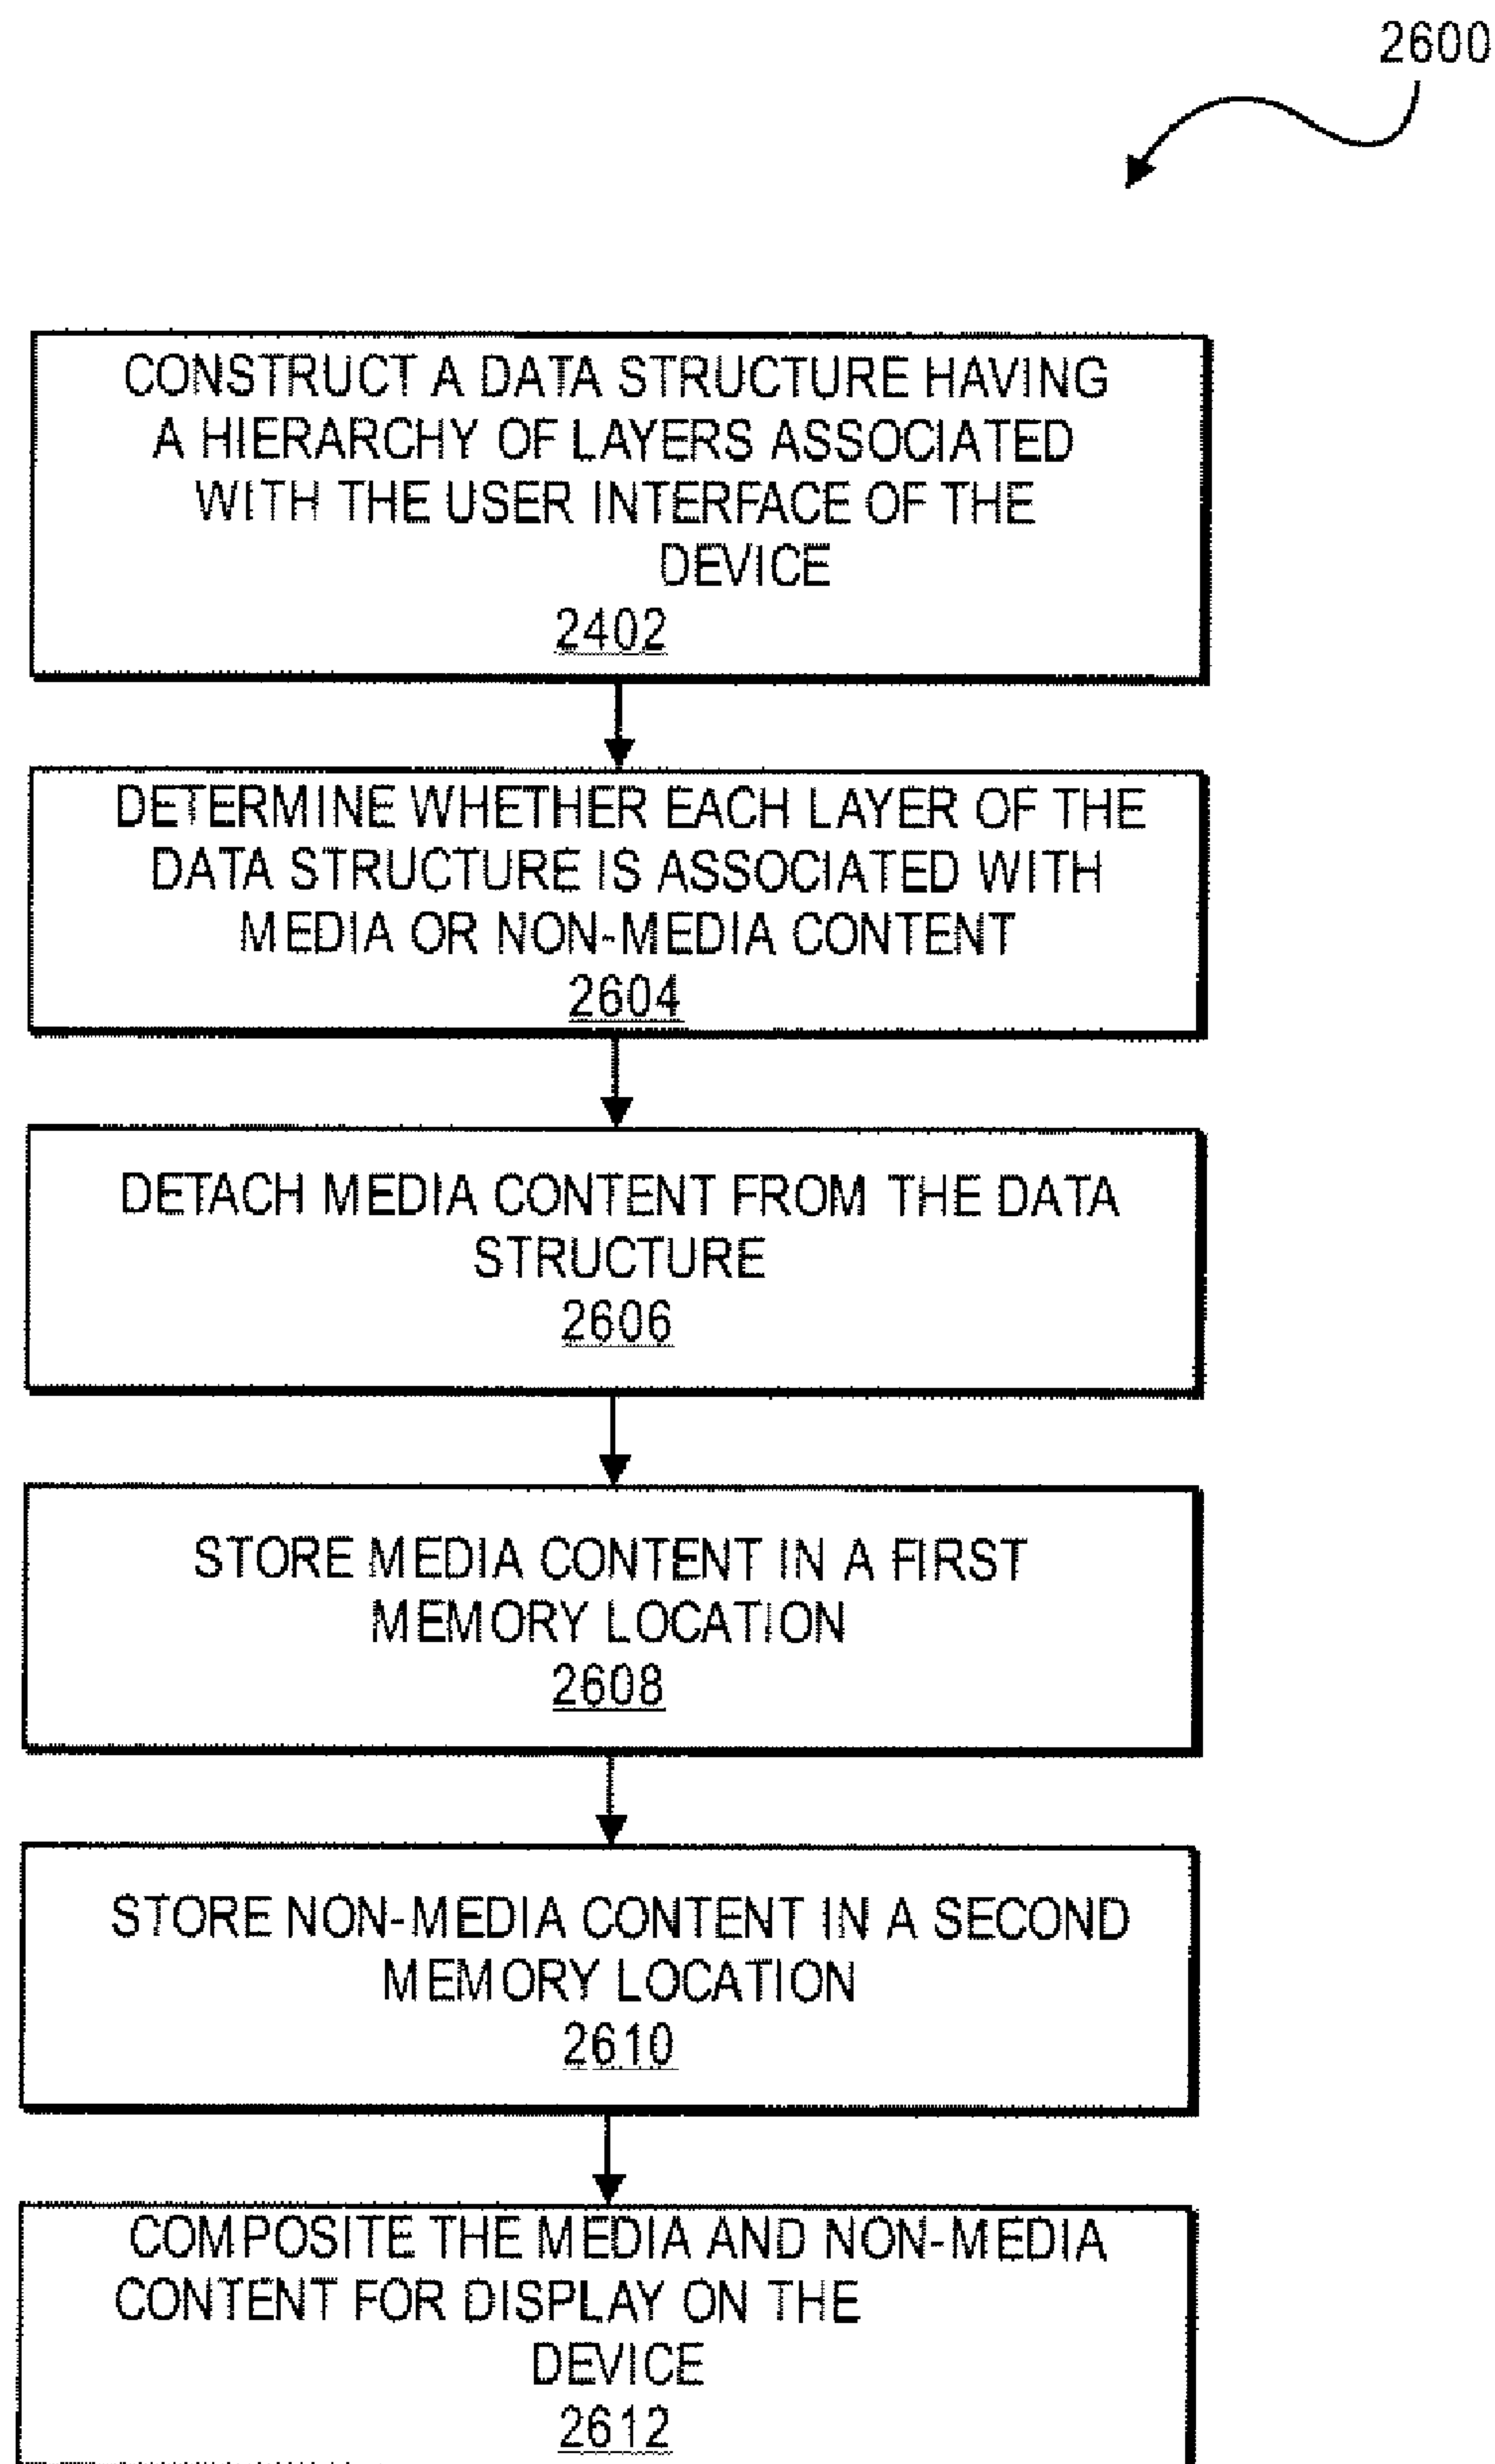 2600
CONSTRUCT A DATA STRUCTURE HAVING
A HIERARCHY OF LAYERS ASSOCIATED
WITH THE USER INTERFACE OF THE
DEVICE
2402
DETERMINE WHETHER EACH LAYER OF THE
DATA STRUCTURE IS ASSOCIATED WITH
MEDIA OR NON-MEDIA CONTENT
2604
DETACH MEDIA CONTENT FROM THE DATA
STRUCTURE
2606
STORE MEDIA CONTENT IN A FIRST
MEMORY LOCATION
2608
STORE NON-MEDIA CONTENT IN A SECOND
MEMORY LOCATION
2610
COMPOSITE THE MEDIA AND NON-MEDIA
CONTENT FOR DISPLAY ON THE
DEVICE
2612